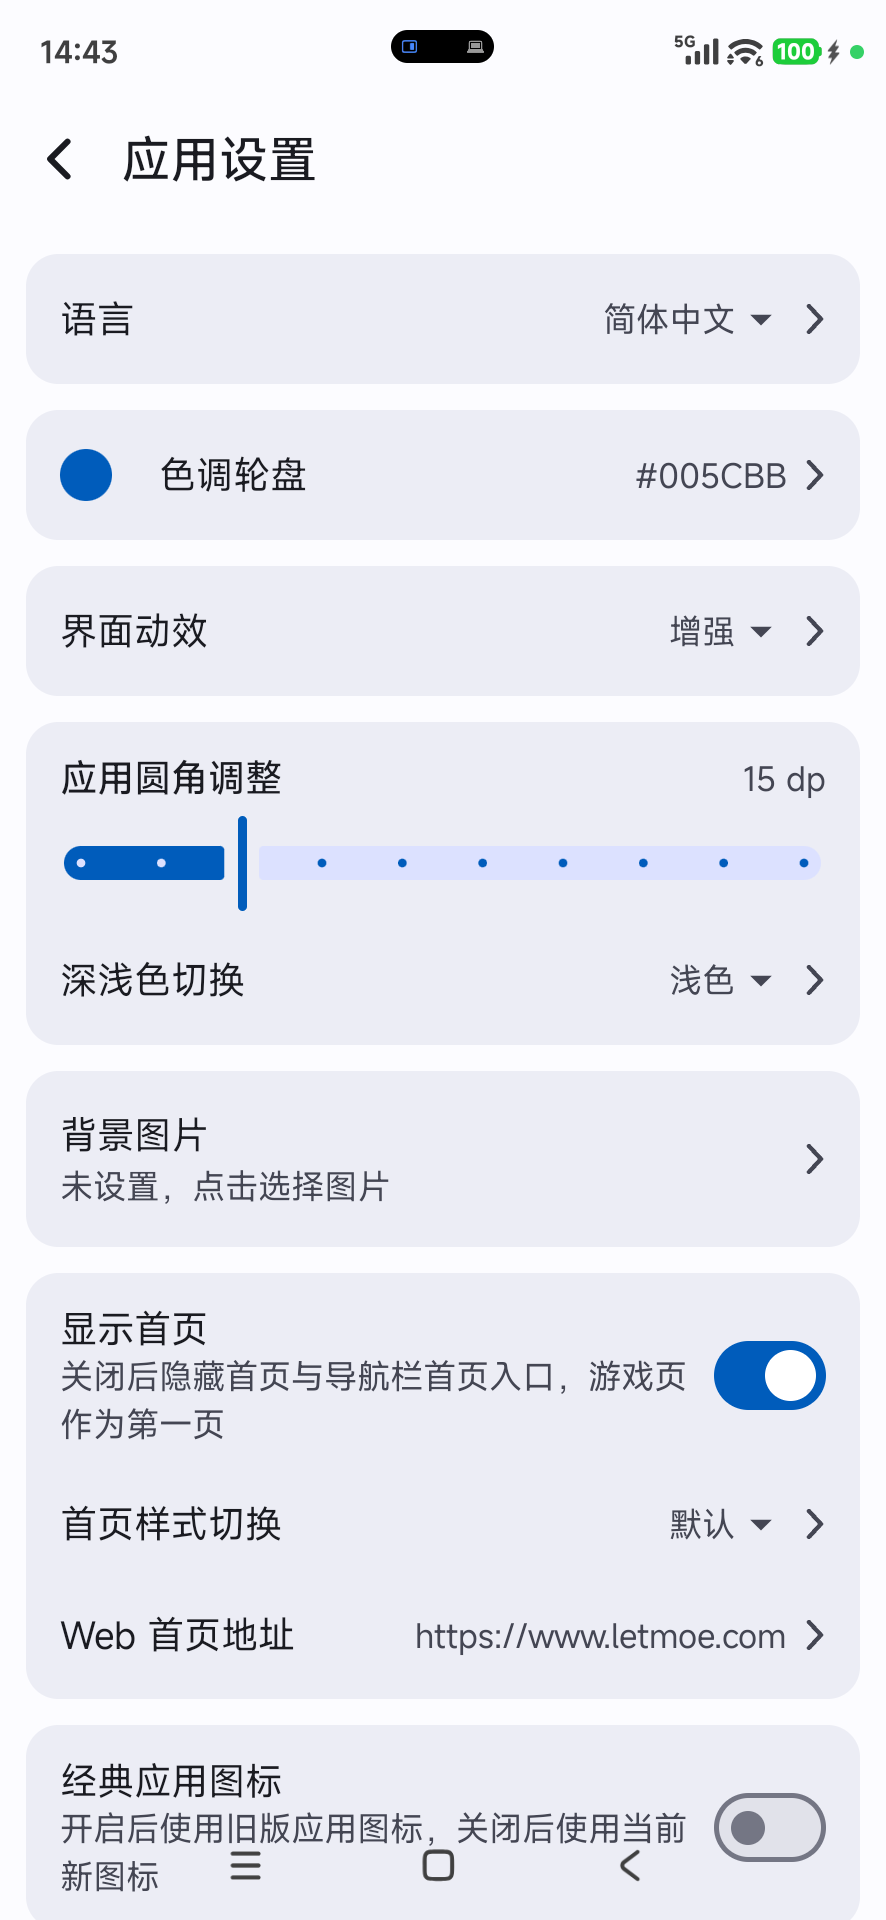 14:43
5G
6
100
应用设置
语言
简体中文
色调轮盘
#005CBB
界面动效
增强
应用圆角调整
15 dp
深浅色切换
浅色
背景图片
未设置，点击选择图片
显示首页
关闭后隐藏首页与导航栏首页入口，游戏页
作为第一页
首页样式切换
默认
Web 首页地址
https://www.letmoe.com
经典应用图标
开启后使用旧版应用图标，关闭后使用当前
新图标